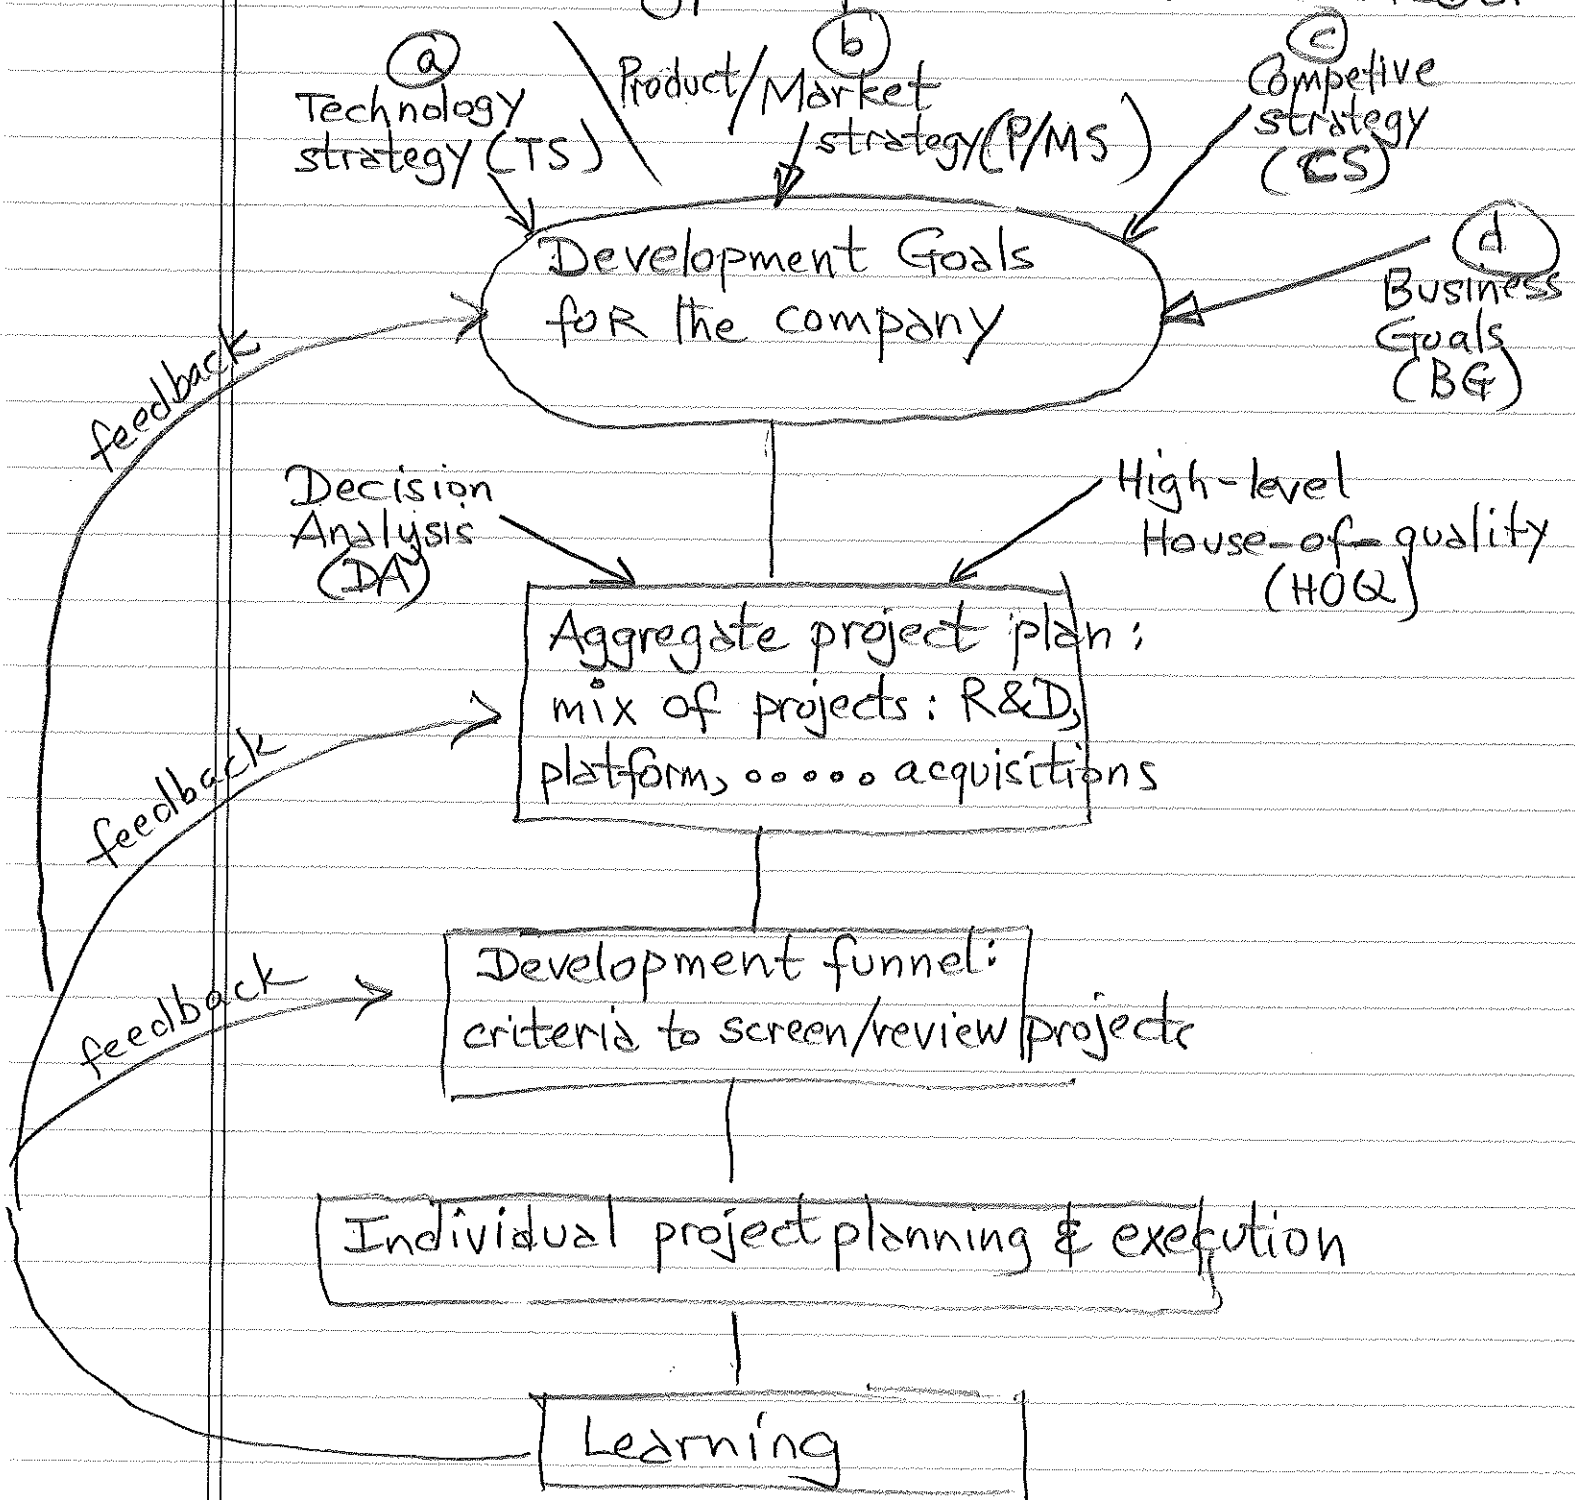 a
Technology
strategy (TS)
b
Product/Market
strategy (P/MS)
c
Competive
strategy
(CS)
d
Business
Goals
(BG)
Development Goals
foR the company
feedback
Decision
Analysis
(DA)
High-level
House-of-quality
(HOQ)
Aggregate project plan:
mix of projects: R&D,
platform, ..... acquisitions
feedback
Development funnel:
criteria to screen/review projects
feedback
Individual project planning & execution
Learning